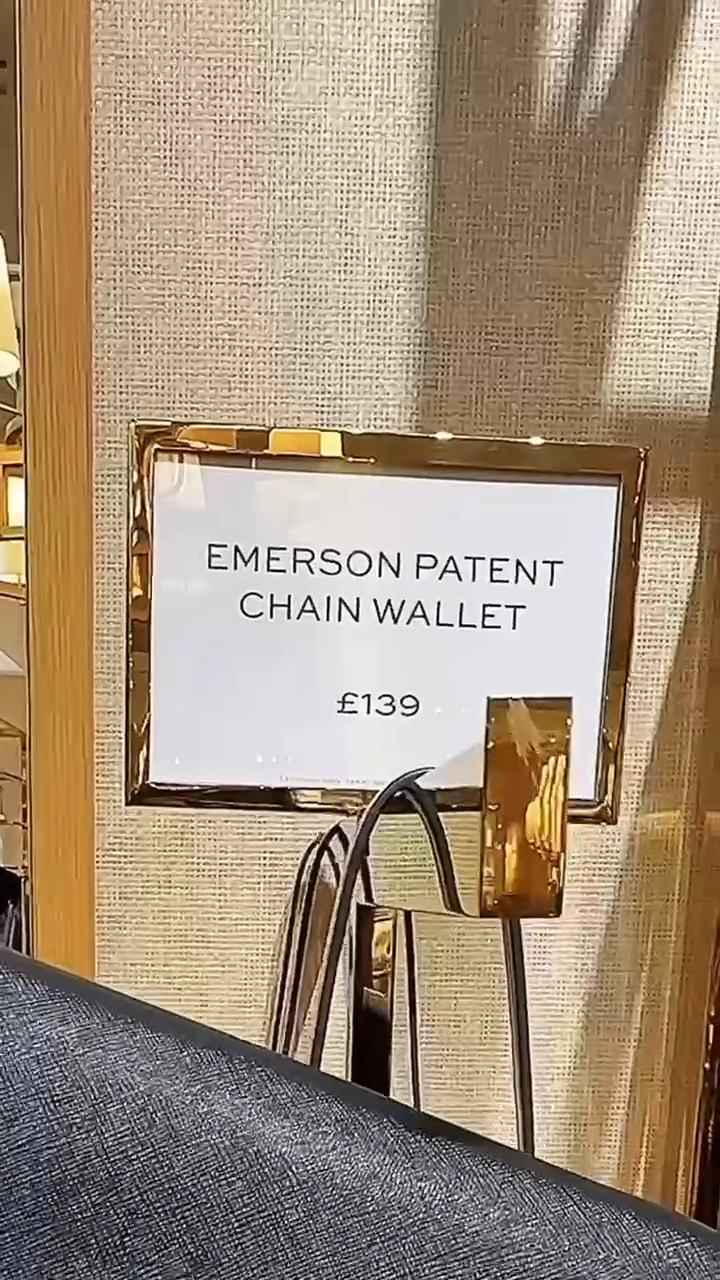 EMERSON PATENT
CHAIN WALLET
£139